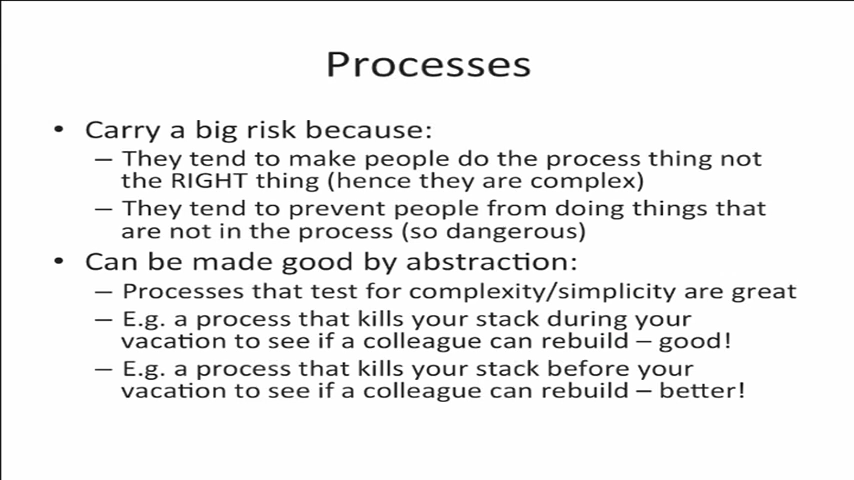 Processes
• Carry a big risk because:
– They tend to make people do the process thing not
the RIGHT thing (hence they are complex)
– They tend to prevent people from doing things that
are not in the process (so dangerous)
• Can be made good by abstraction:
– Processes that test for complexity/simplicity are great
– E.g. a process that kills your stack during your
vacation to see if a colleague can rebuild – good!
– E.g. a process that kills your stack before your
vacation to see if a colleague can rebuild – better!